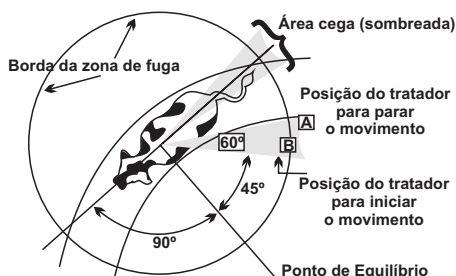 Área cega (sombreada)
Borda da zona de fuga
Posição do tratador
para parar
o movimento
A
60º
B
45º
Posição do tratador
para iniciar
o movimento
90º
Ponto de Equilíbrio